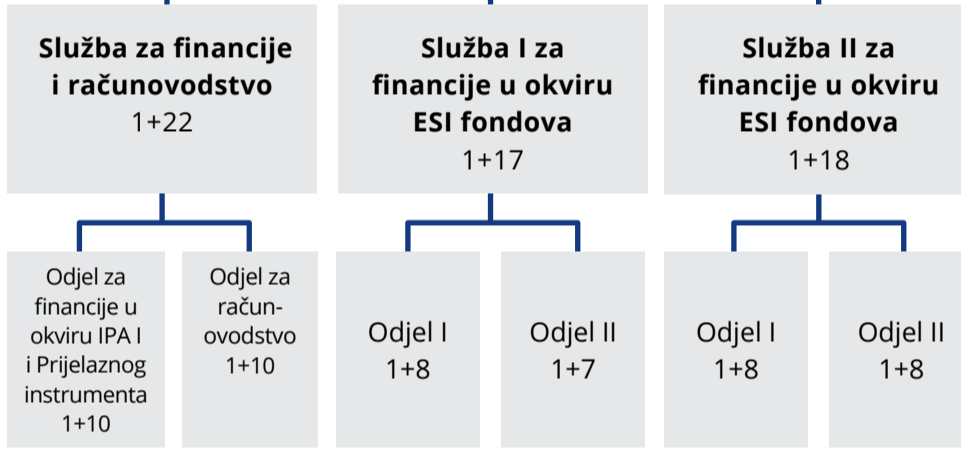 Služba za financije
i računovodstvo
1+22
Služba I za
financije u okviru
ESI fondova
1+17
Služba II za
financije u okviru
ESI fondova
1+18
Odjel za
financije u
okviru IPA I
i Prijelaznog
instrumenta
1+10
Odjel za
račun-
ovodstvo
1+10
Odjel I
1+8
Odjel II
1+7
Odjel I
1+8
Odjel II
1+8